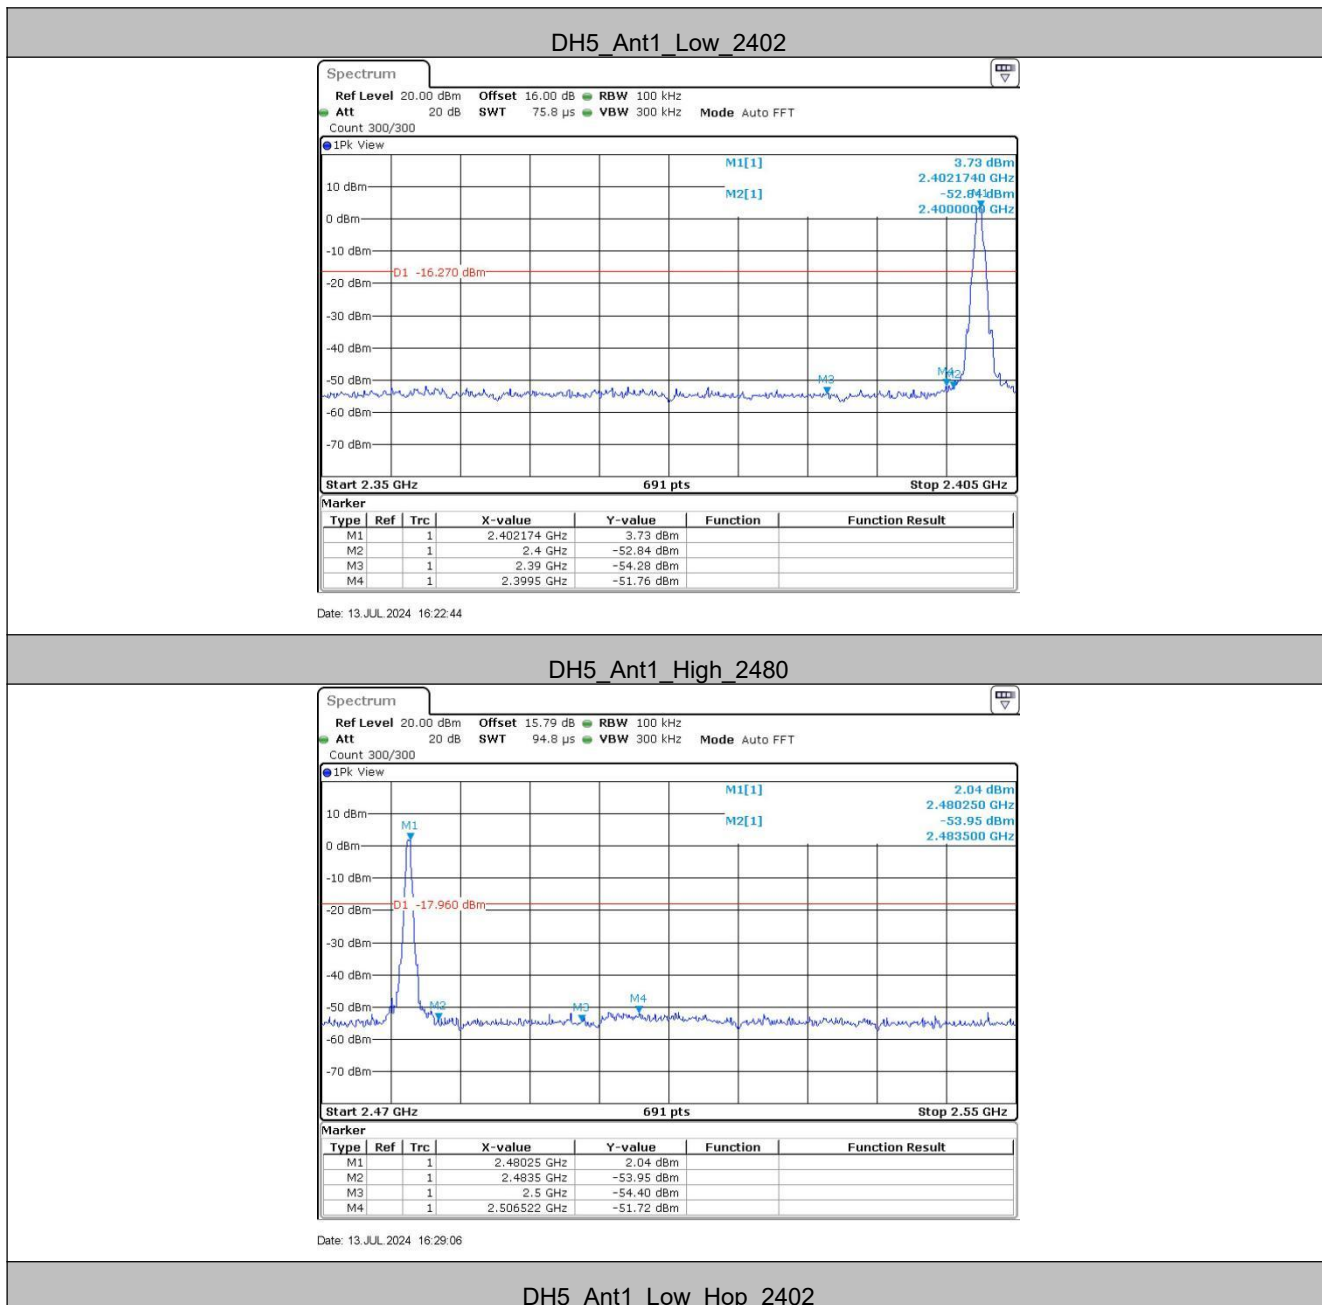 DH5_Ant1_Low_2402
Spectrum
Ref Level 20.00 dBm Offset 16.00 dB RBW 100 kHz
Att 20 dB SWT 75.8 µs VBW 300 kHz Mode Auto FFT
Count 300/300
1Pk View
M1[1] 3.73 dBm
2.4021740 GHz
10 dBm
M2[1] -52.84 dBm
M1
2.4000000 GHz
0 dBm
-10 dBm
D1 -16.270 dBm
-20 dBm
-30 dBm
-40 dBm
-50 dBm
M3
M4
M2
-60 dBm
-70 dBm
Start 2.35 GHz 691 pts Stop 2.405 GHz
Marker
Type Ref Trc X-value Y-value Function Function Result
M1 1 2.402174 GHz 3.73 dBm
M2 1 2.4 GHz -52.84 dBm
M3 1 2.39 GHz -54.28 dBm
M4 1 2.3995 GHz -51.76 dBm
Date: 13.JUL.2024 16:22:44
DH5_Ant1_High_2480
Spectrum
Ref Level 20.00 dBm Offset 15.79 dB RBW 100 kHz
Att 20 dB SWT 94.8 µs VBW 300 kHz Mode Auto FFT
Count 300/300
1Pk View
M1[1] 2.04 dBm
2.480250 GHz
10 dBm
M2[1] -53.95 dBm
M1
2.483500 GHz
0 dBm
-10 dBm
D1 -17.960 dBm
-20 dBm
-30 dBm
-40 dBm
-50 dBm
M2
M3
M4
-60 dBm
-70 dBm
Start 2.47 GHz 691 pts Stop 2.55 GHz
Marker
Type Ref Trc X-value Y-value Function Function Result
M1 1 2.48025 GHz 2.04 dBm
M2 1 2.4835 GHz -53.95 dBm
M3 1 2.5 GHz -54.40 dBm
M4 1 2.506522 GHz -51.72 dBm
Date: 13.JUL.2024 16:29:06
DH5_Ant1_Low_Hop_2402